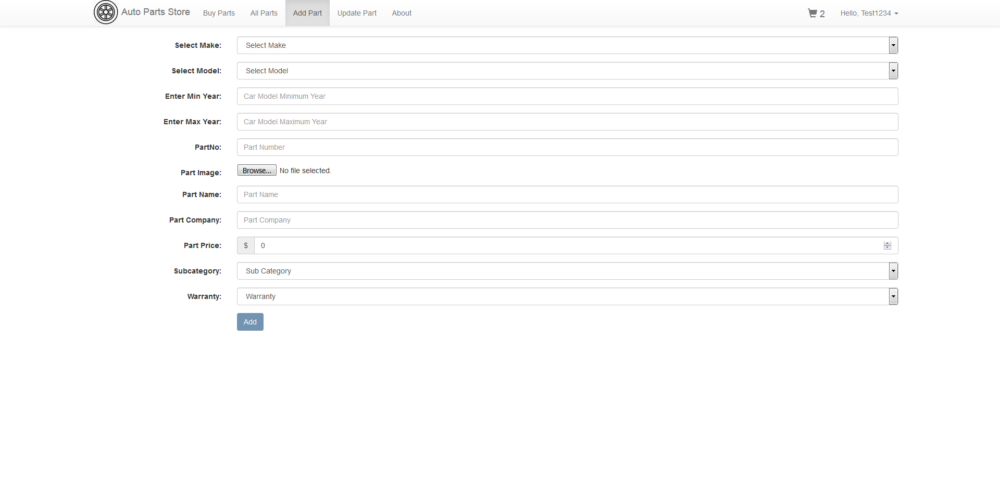 Auto Parts Store Buy Parts All Parts Add Part Update Part About 2 Hello, Test1234
Select Make: Select Make
Select Model: Select Model
Enter Min Year: Car Model Minimum Year
Enter Max Year: Car Model Maximum Year
PartNo: Part Number
Part Image: Browse... No file selected.
Part Name: Part Name
Part Company: Part Company
Part Price: $ 0
Subcategory: Sub Category
Warranty: Warranty
Add